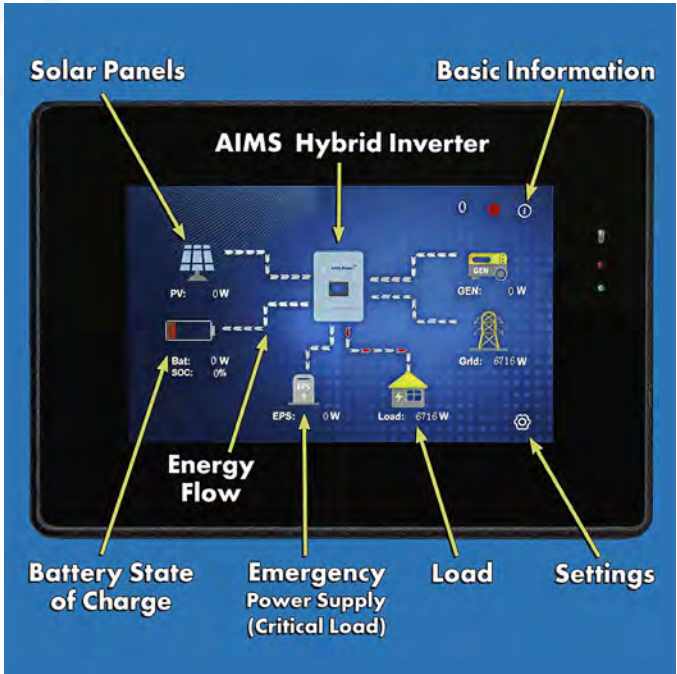 Solar Panels
Basic Information
AIMS Hybrid Inverter
0
i
GEN
PV: 0 W
GEN: 0 W
Bat: 0 W
SOC: 0%
Grid: 6716 W
EPS
EPS: 0 W
Load: 6716 W
Energy
Flow
Battery State
of Charge
Emergency
Power Supply
(Critical Load)
Load
Settings